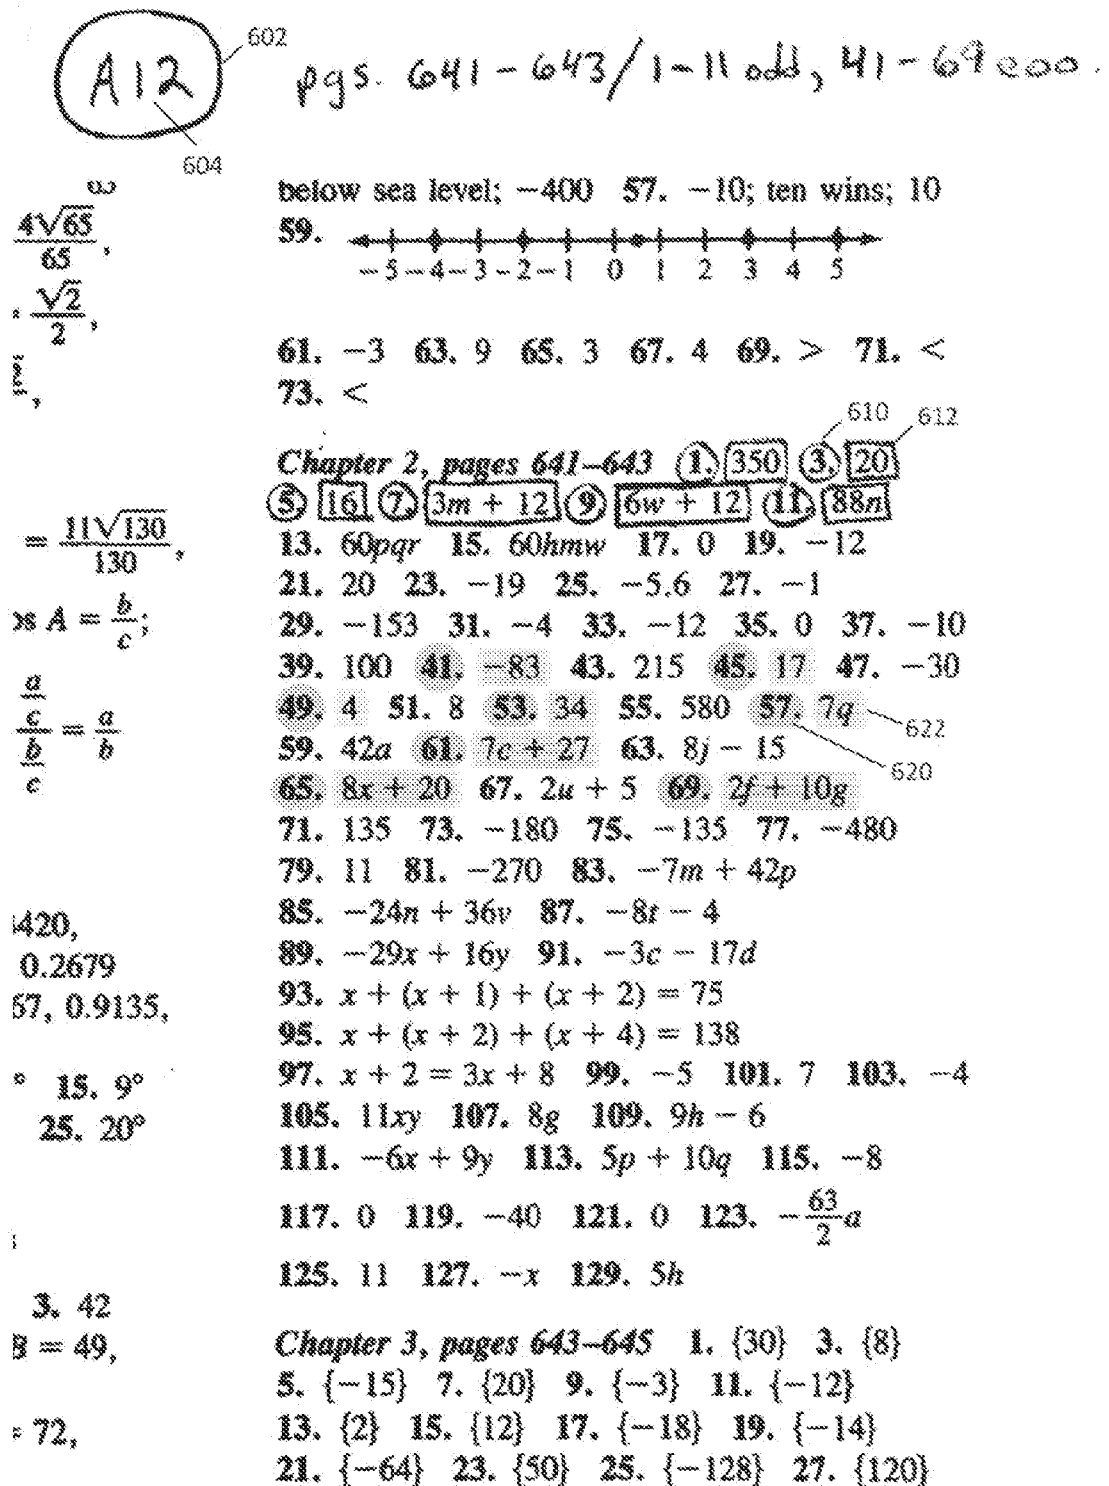 A12
602
604
pgs. 641-643/1-11 odd, 41-69 eoo.
4√65/65,
√2/2,
= 11√130/130,
os A = b/c;
a/c / b/c = a/b
4420,
0.2679
67, 0.9135,
° 15. 9°
25. 20°
3. 42
B = 49,
= 72,
below sea level; −400 57. −10; ten wins; 10
59.
−5 −4 −3 −2 −1 0 1 2 3 4 5
61. −3 63. 9 65. 3 67. 4 69. > 71. <
73. <
610
612
Chapter 2, pages 641–643 1. 350 3. 20
5. 16 7. 3m + 12 9 6w + 12 11. 88n
13. 60pqr 15. 60hmw 17. 0 19. −12
21. 20 23. −19 25. −5.6 27. −1
29. −153 31. −4 33. −12 35. 0 37. −10
39. 100 41. −83 43. 215 45. 17 47. −30
49. 4 51. 8 53. 34 55. 580 57. 7q
622
59. 42a 61. 7c + 27 63. 8j − 15
620
65. 8x + 20 67. 2u + 5 69. 2f + 10g
71. 135 73. −180 75. −135 77. −480
79. 11 81. −270 83. −7m + 42p
85. −24n + 36v 87. −8t − 4
89. −29x + 16y 91. −3c − 17d
93. x + (x + 1) + (x + 2) = 75
95. x + (x + 2) + (x + 4) = 138
97. x + 2 = 3x + 8 99. −5 101. 7 103. −4
105. 11xy 107. 8g 109. 9h − 6
111. −6x + 9y 113. 5p + 10q 115. −8
117. 0 119. −40 121. 0 123. −63/2a
125. 11 127. −x 129. 5h
Chapter 3, pages 643–645 1. {30} 3. {8}
5. {−15} 7. {20} 9. {−3} 11. {−12}
13. {2} 15. {12} 17. {−18} 19. {−14}
21. {−64} 23. {50} 25. {−128} 27. {120}